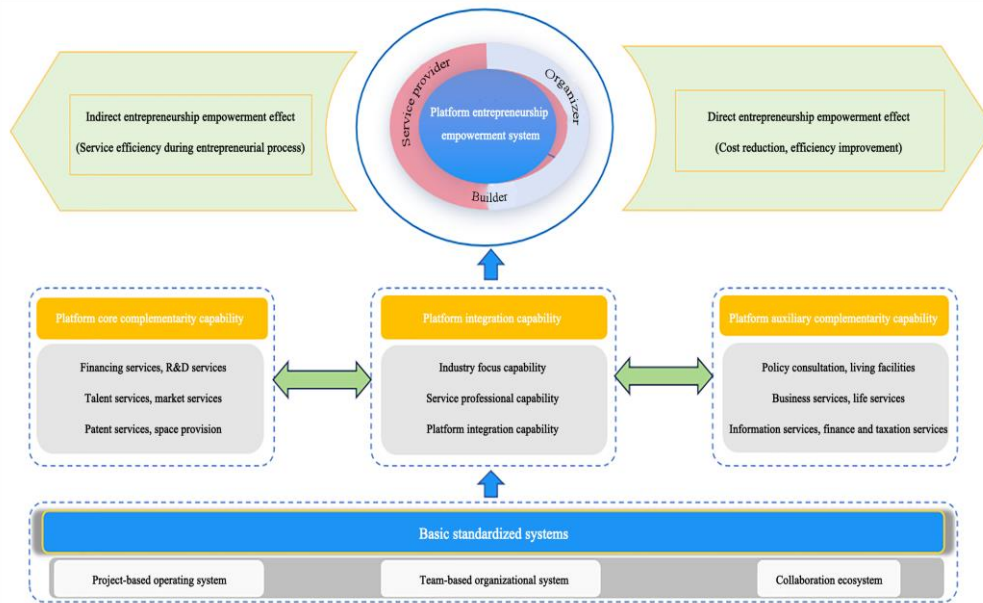 Service provider
Organizer
Builder
Platform entrepreneurship
empowerment system
Indirect entrepreneurship empowerment effect
(Service efficiency during entrepreneurial process)
Direct entrepreneurship empowerment effect
(Cost reduction, efficiency improvement)
Platform core complementarity capability
Financing services, R&D services
Talent services, market services
Patent services, space provision
Platform integration capability
Industry focus capability
Service professional capability
Platform integration capability
Platform auxiliary complementarity capability
Policy consultation, living facilities
Business services, life services
Information services, finance and taxation services
Basic standardized systems
Project-based operating system
Team-based organizational system
Collaboration ecosystem